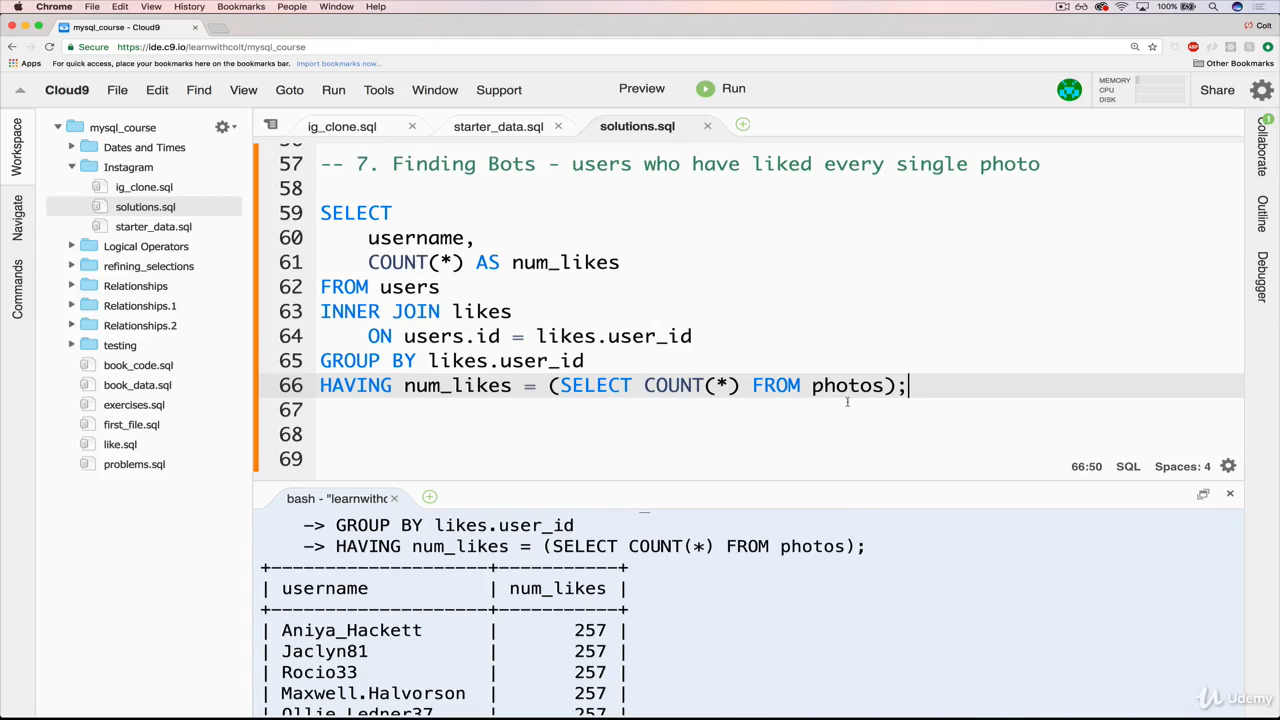 Chrome File Edit View History Bookmarks People Window Help 100%
mysql_course - Cloud9
Colt
Secure https://ide.c9.io/learnwithcolt/mysql_course
Apps For quick access, place your bookmarks here on the bookmarks bar. Import bookmarks now... Other Bookmarks
Cloud9 File Edit Find View Goto Run Tools Window Support Preview Run MEMORY CPU DISK Share
Workspace
Navigate
Commands
mysql_course
Dates and Times
Instagram
ig_clone.sql
solutions.sql
starter_data.sql
Logical Operators
refining_selections
Relationships
Relationships.1
Relationships.2
testing
book_code.sql
book_data.sql
exercises.sql
first_file.sql
like.sql
problems.sql
ig_clone.sql starter_data.sql solutions.sql
57 -- 7. Finding Bots - users who have liked every single photo
58
59 SELECT
60 username,
61 COUNT(*) AS num_likes
62 FROM users
63 INNER JOIN likes
64 ON users.id = likes.user_id
65 GROUP BY likes.user_id
66 HAVING num_likes = (SELECT COUNT(*) FROM photos);
67
68
69
66:50 SQL Spaces: 4
Collaborate
Outline
Debugger
bash - "learnwithc
-> GROUP BY likes.user_id
-> HAVING num_likes = (SELECT COUNT(*) FROM photos);
+-------------------+-----------+
| username | num_likes |
+-------------------+-----------+
| Aniya_Hackett | 257 |
| Jaclyn81 | 257 |
| Rocio33 | 257 |
| Maxwell.Halvorson | 257 |
| Ollie_Ledner37 | 257 |
Udemy